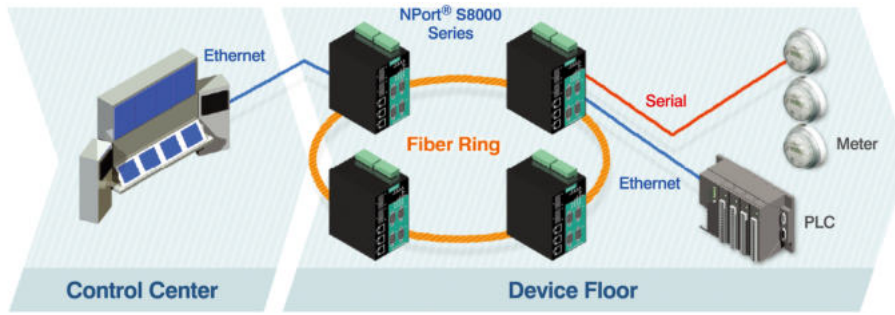 NPort® S8000
Series
Ethernet
Serial
Fiber Ring
Meter
Ethernet
PLC
Control Center
Device Floor